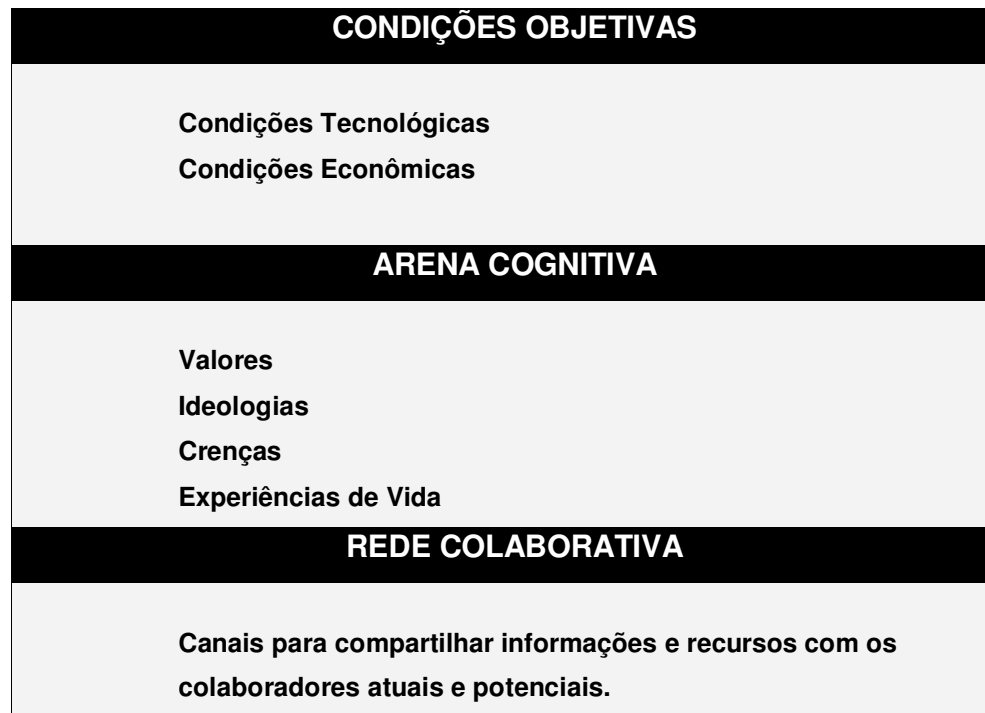 CONDIÇÕES OBJETIVAS
Condições Tecnológicas
Condições Econômicas
ARENA COGNITIVA
Valores
Ideologias
Crenças
Experiências de Vida
REDE COLABORATIVA
Canais para compartilhar informações e recursos com os
colaboradores atuais e potenciais.